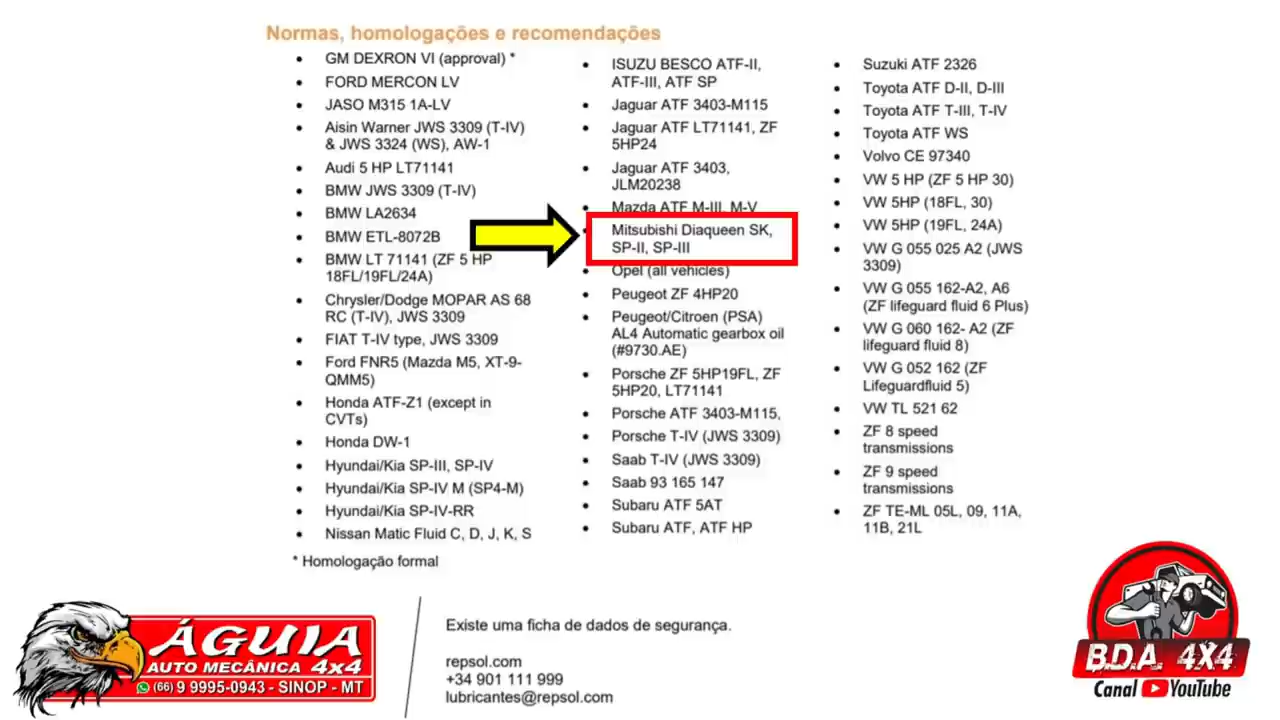 Normas, homologações e recomendações
GM DEXRON VI (approval) *
FORD MERCON LV
JASO M315 1A-LV
Aisin Warner JWS 3309 (T-IV)
& JWS 3324 (WS), AW-1
Audi 5 HP LT71141
BMW JWS 3309 (T-IV)
BMW LA2634
BMW ETL-8072B
BMW LT 71141 (ZF 5 HP
18FL/19FL/24A)
Chrysler/Dodge MOPAR AS 68
RC (T-IV), JWS 3309
FIAT T-IV type, JWS 3309
Ford FNR5 (Mazda M5, XT-9-
QMM5)
Honda ATF-Z1 (except in
CVTs)
Honda DW-1
Hyundai/Kia SP-III, SP-IV
Hyundai/Kia SP-IV M (SP4-M)
Hyundai/Kia SP-IV-RR
Nissan Matic Fluid C, D, J, K, S
* Homologação formal
ISUZU BESCO ATF-II,
ATF-III, ATF SP
Jaguar ATF 3403-M115
Jaguar ATF LT71141, ZF
5HP24
Jaguar ATF 3403,
JLM20238
Mazda ATF M-III, M-V
Mitsubishi Diaqueen SK,
SP-II, SP-III
Opel (all vehicles)
Peugeot ZF 4HP20
Peugeot/Citroen (PSA)
AL4 Automatic gearbox oil
(#9730.AE)
Porsche ZF 5HP19FL, ZF
5HP20, LT71141
Porsche ATF 3403-M115,
Porsche T-IV (JWS 3309)
Saab T-IV (JWS 3309)
Saab 93 165 147
Subaru ATF 5AT
Subaru ATF, ATF HP
Suzuki ATF 2326
Toyota ATF D-II, D-III
Toyota ATF T-III, T-IV
Toyota ATF WS
Volvo CE 97340
VW 5 HP (ZF 5 HP 30)
VW 5HP (18FL, 30)
VW 5HP (19FL, 24A)
VW G 055 025 A2 (JWS
3309)
VW G 055 162-A2, A6
(ZF lifeguard fluid 6 Plus)
VW G 060 162- A2 (ZF
lifeguard fluid 8)
VW G 052 162 (ZF
Lifeguardfluid 5)
VW TL 521 62
ZF 8 speed
transmissions
ZF 9 speed
transmissions
ZF TE-ML 05L, 09, 11A,
11B, 21L
ÁGUIA
AUTO MECÂNICA 4x4
(66) 9 9995-0943 - SINOP - MT
Existe uma ficha de dados de segurança.
repsol.com
+34 901 111 999
lubricantes@repsol.com
B.D.A. 4X4
Canal YouTube